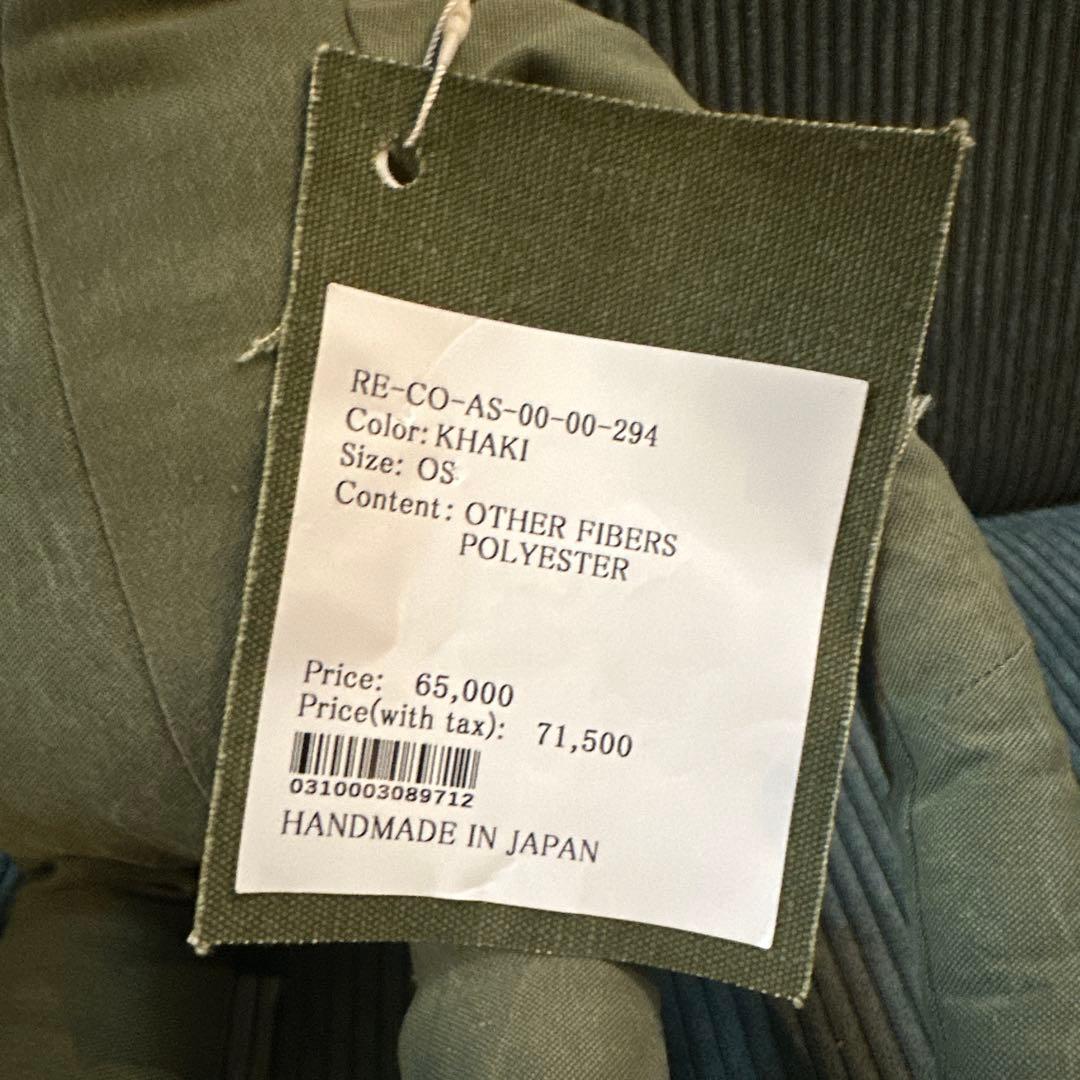 RE-CO-AS-00-00-294
Color: KHAKI
Size: OS
Content: OTHER FIBERS
POLYESTER
Price: 65,000
Price(with tax): 71,500
0310003089712
HANDMADE IN JAPAN